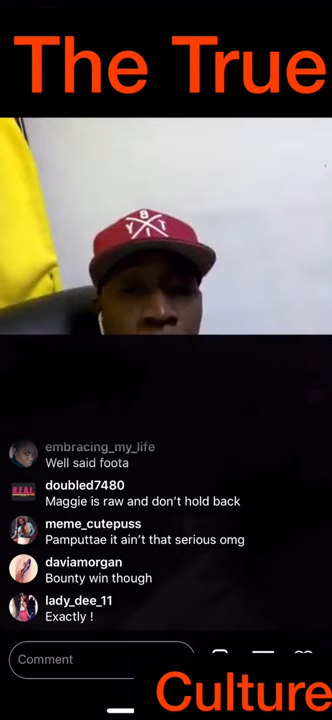 The True
B
Y T
I
embracing_my_life
Well said foota
REAL
doubled7480
Maggie is raw and don’t hold back
meme_cutepuss
Pamputtae it ain’t that serious omg
daviamorgan
Bounty win though
lady_dee_11
Exactly !
Comment
Culture